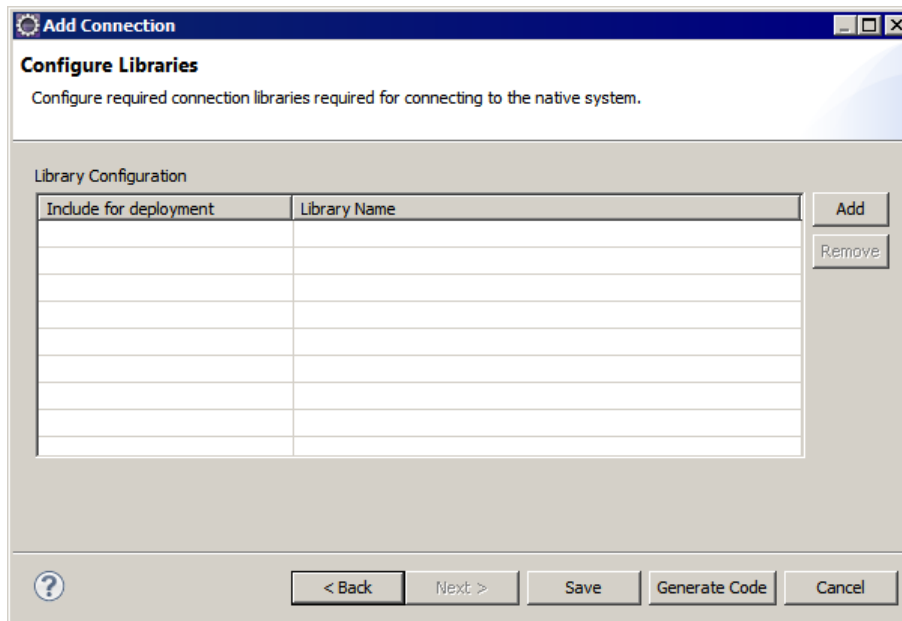 Add Connection
Configure Libraries
Configure required connection libraries required for connecting to the native system.
Library Configuration
Include for deployment Library Name
Add
Remove
?
< Back Next > Save Generate Code Cancel